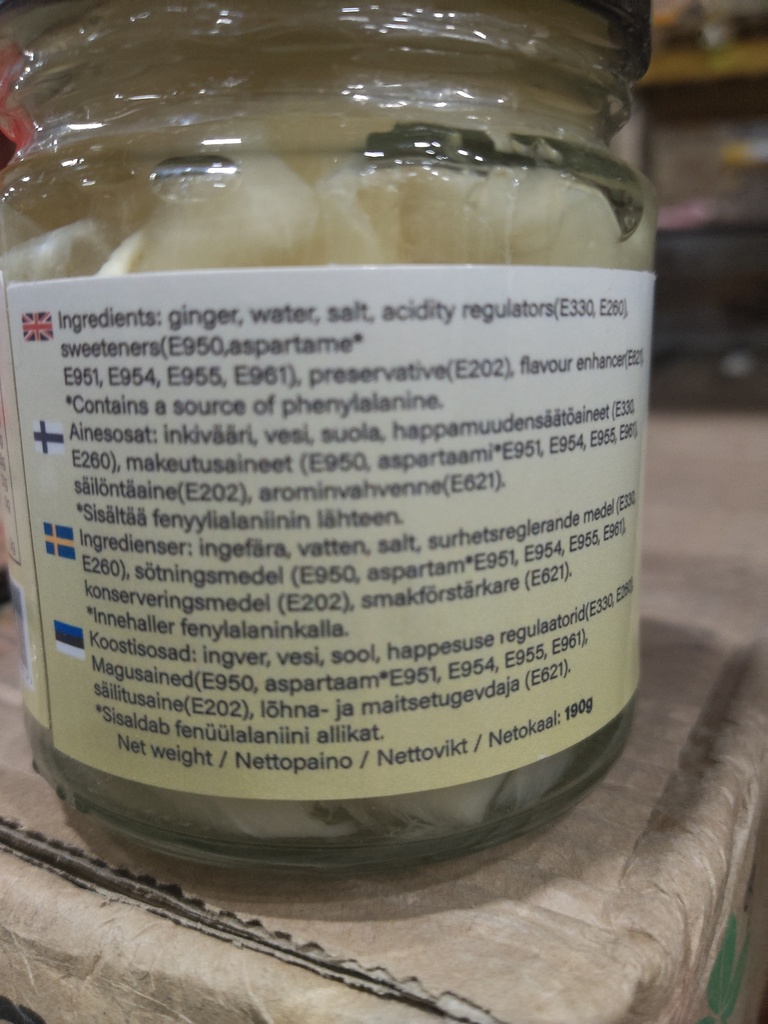 Ingredients: ginger, water, salt, acidity regulators(E330, E260),
sweeteners(E950,aspartame*
E951, E954, E955, E961), preservative(E202), flavour enhancer(E621)
*Contains a source of phenylalanine.
Ainesosat: inkivääri, vesi, suola, happamuudensäätöaineet (E330,
E260), makeutusaineet (E950, aspartaami*E951, E954, E955, E961),
säilöntäaine(E202), arominvahvenne(E621).
*Sisältää fenyylialaniinin lähteen.
Ingredienser: ingefära, vatten, salt, surhetsreglerande medel (E330,
E260), sötningsmedel (E950, aspartam*E951, E954, E955, E961),
konserveringsmedel (E202), smakförstärkare (E621).
*Innehaller fenylalaninkalla.
Koostisosad: ingver, vesi, sool, happesuse regulaatorid(E330, E260),
Magusained(E950, aspartaam*E951, E954, E955, E961),
säilitusaine(E202), lõhna- ja maitsetugevdaja (E621).
*Sisaldab fenüülalaniini allikat.
Net weight / Nettopaino / Nettovikt / Netokaal: 190g